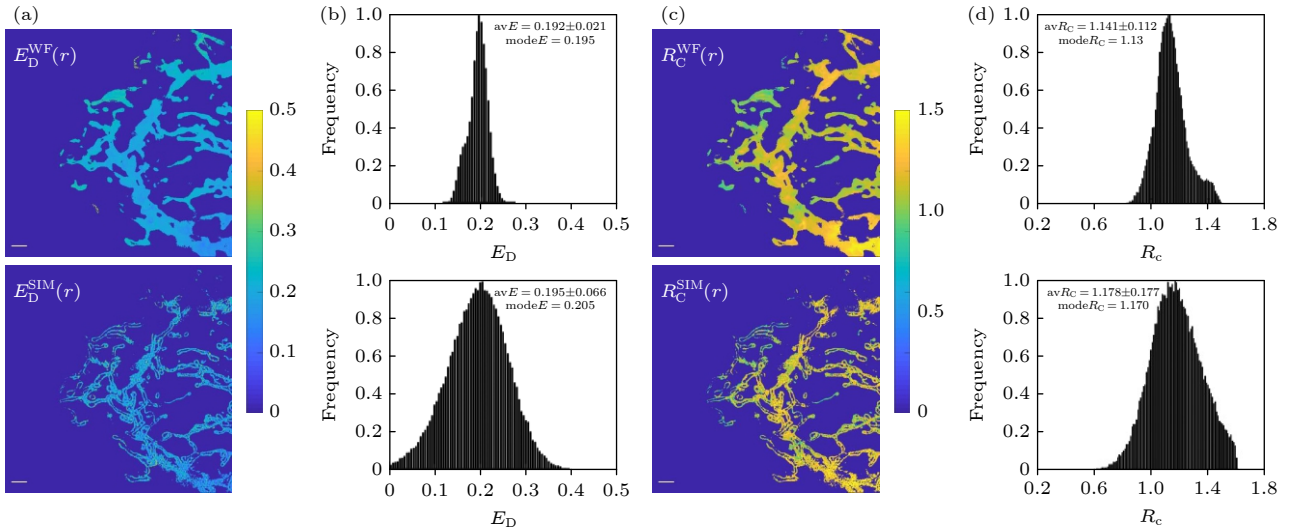 (a)
E_D^WF(r)
E_D^SIM(r)
0.5
0.4
0.3
0.2
0.1
0
(b)
1.0
0.8
0.6
0.4
0.2
0
Frequency
avE = 0.192±0.021
modeE = 0.195
0 0.1 0.2 0.3 0.4 0.5
E_D
1.0
0.8
0.6
0.4
0.2
0
Frequency
avE = 0.195±0.066
modeE = 0.205
0 0.1 0.2 0.3 0.4 0.5
E_D
(c)
R_C^WF(r)
R_C^SIM(r)
1.5
1.0
0.5
0
(d)
1.0
0.8
0.6
0.4
0.2
0
Frequency
avR_C = 1.141±0.112
modeR_C = 1.13
0.2 0.6 1.0 1.4 1.8
R_c
1.0
0.8
0.6
0.4
0.2
0
Frequency
avR_C = 1.178±0.177
modeR_C = 1.170
0.2 0.6 1.0 1.4 1.8
R_c